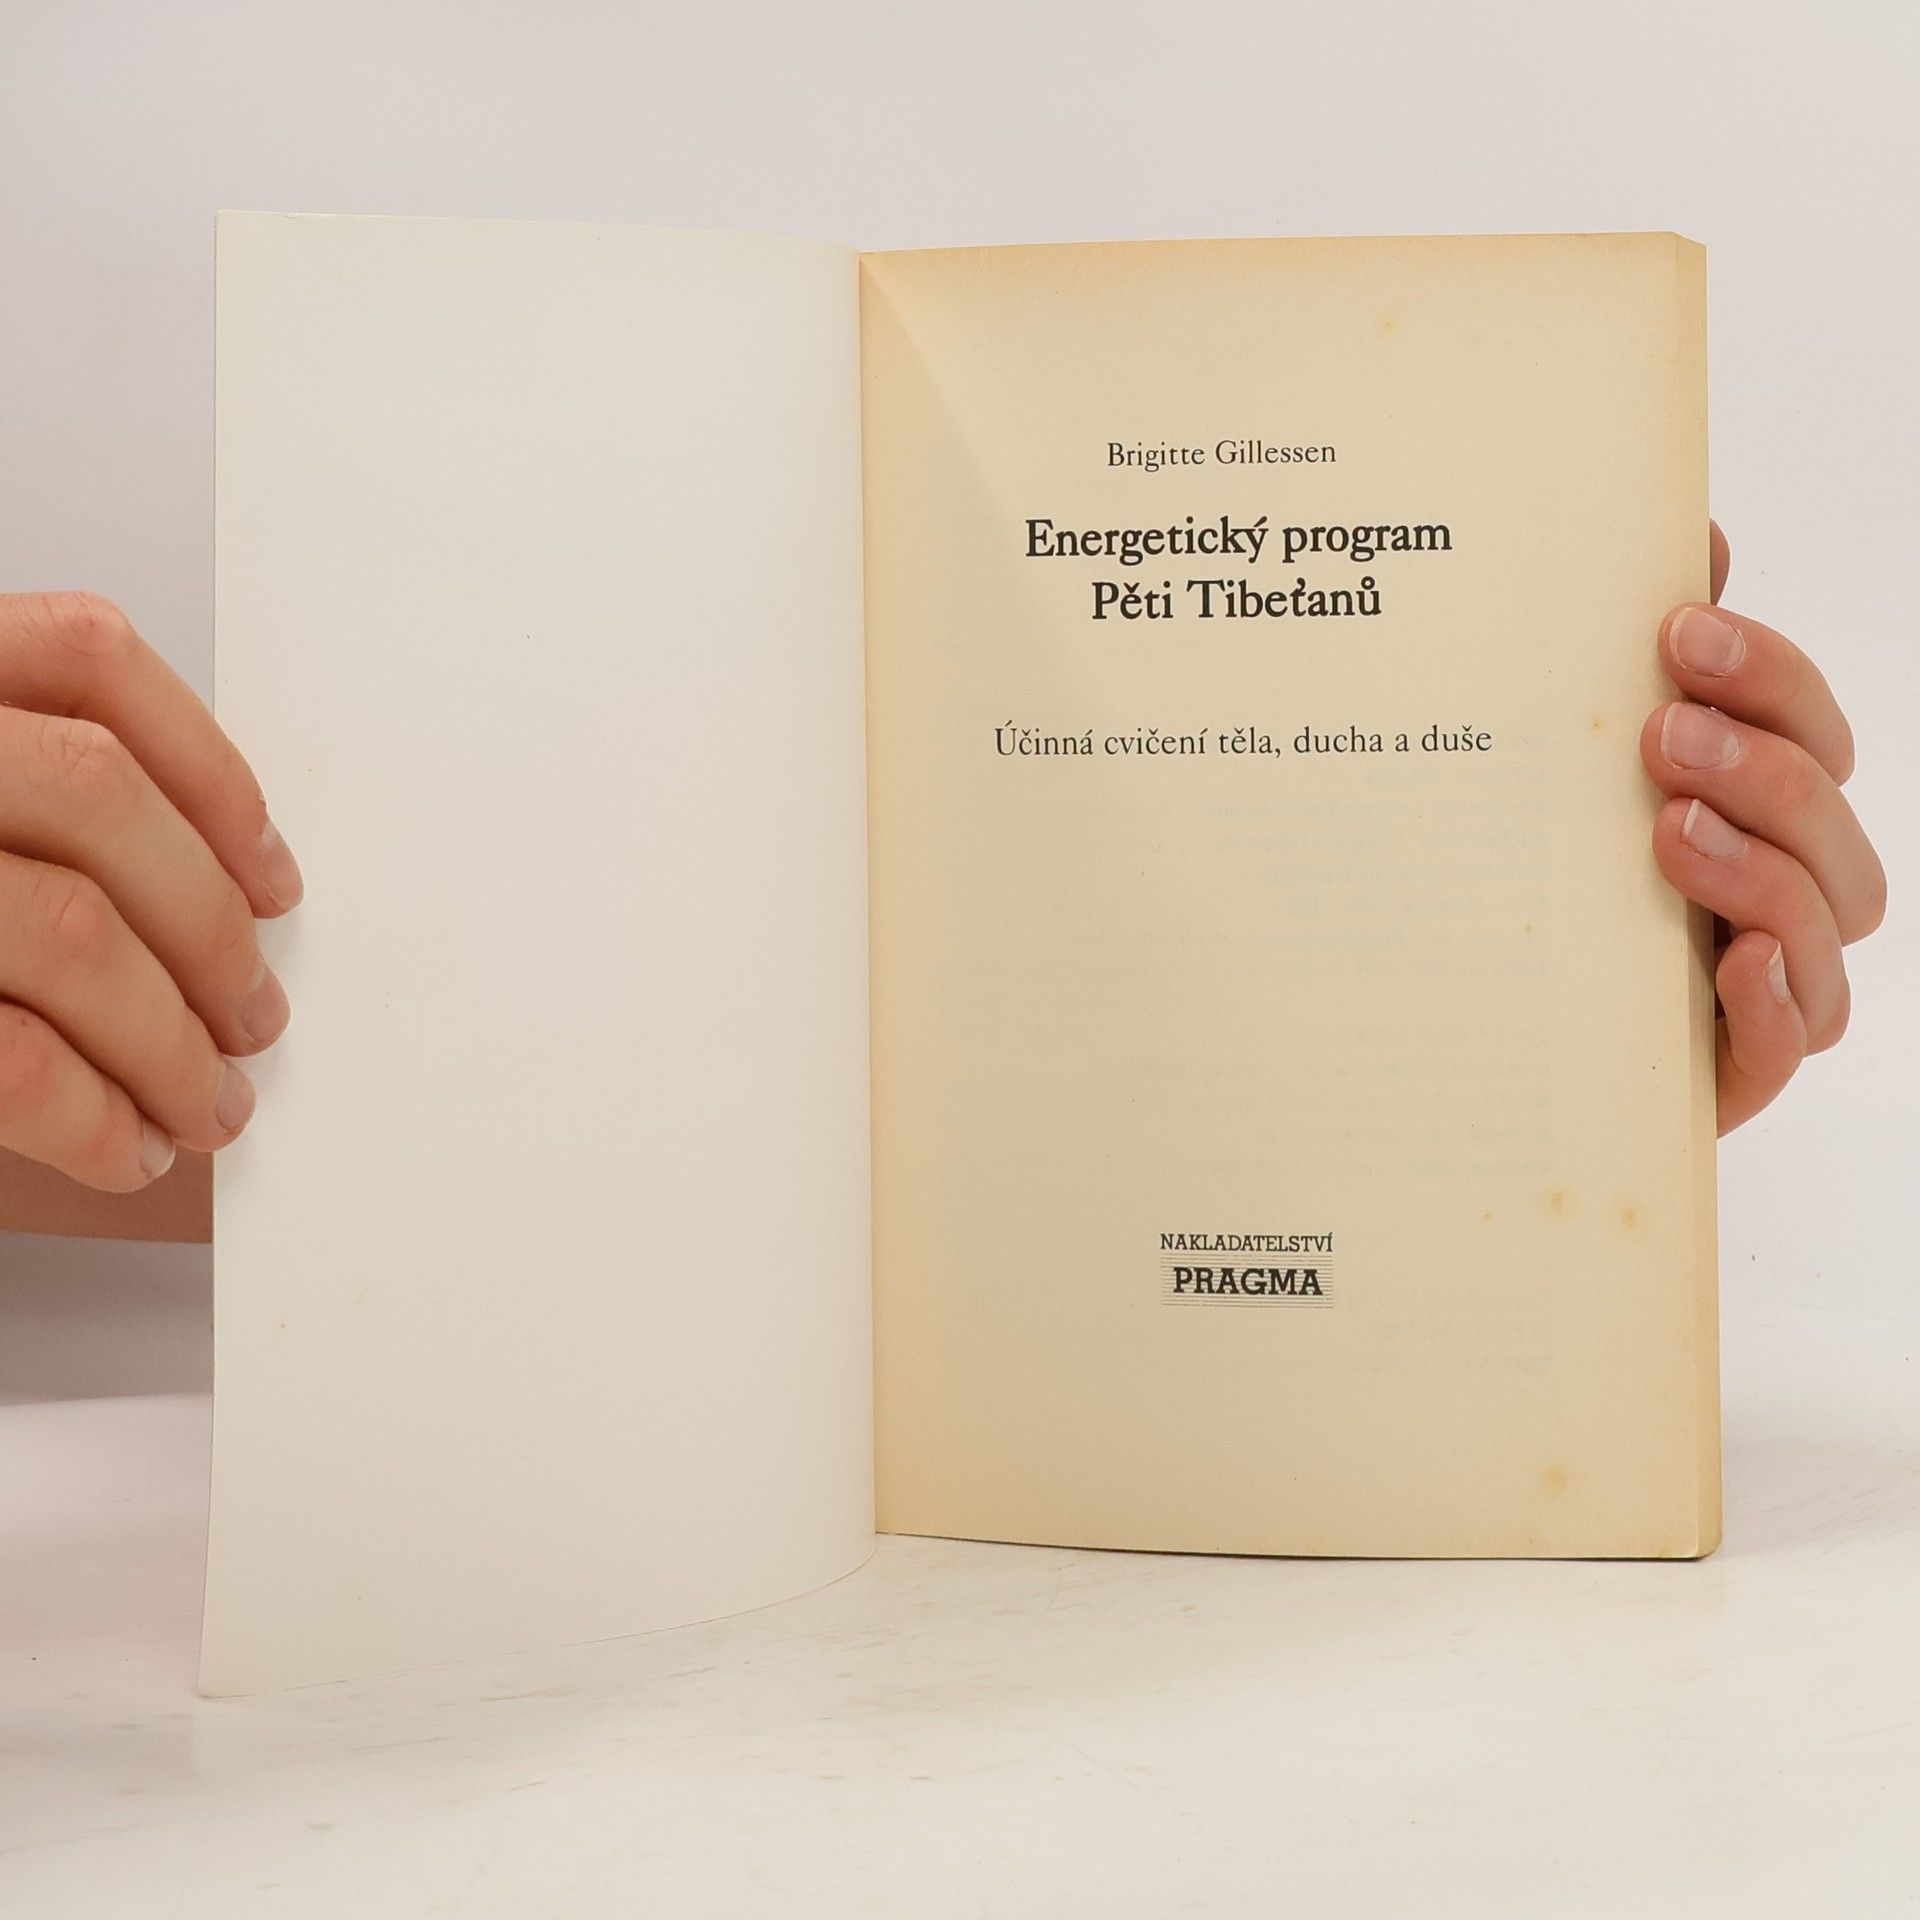 Brigitte Gillessen
Energetický program
Pěti Tibeťanů
Účinná cvičení těla, ducha a duše
NAKLADATELSTVÍ
PRAGMA